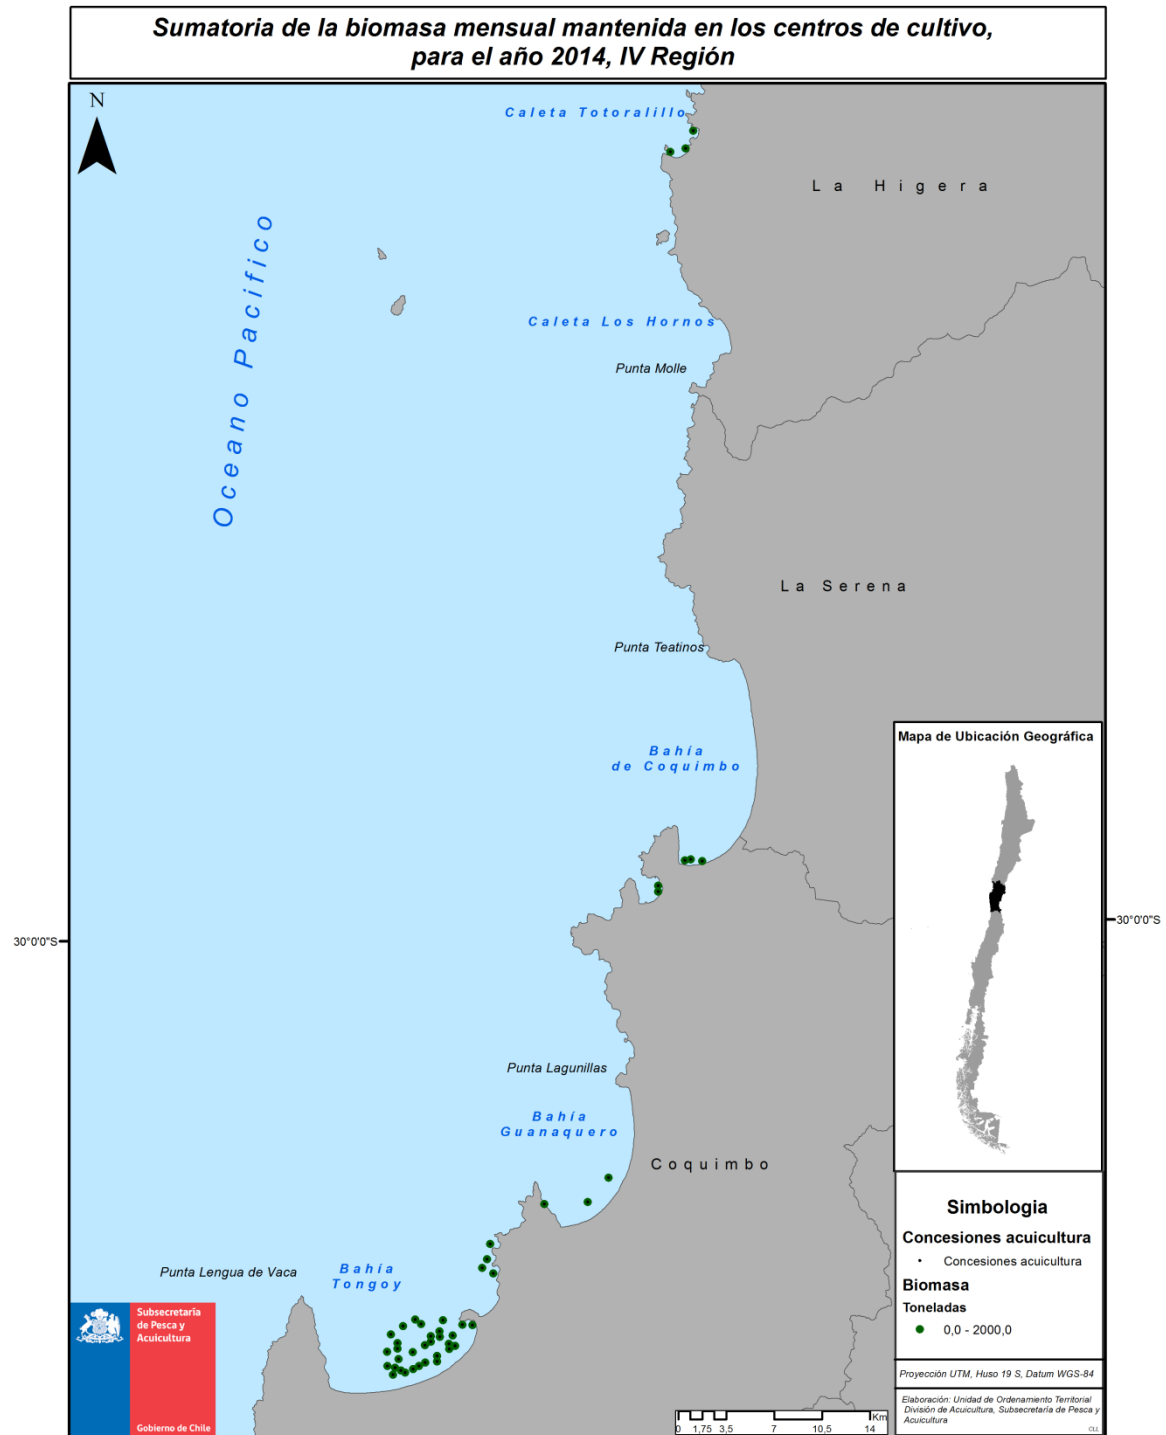 Sumatoria de la biomasa mensual mantenida en los centros de cultivo,
para el año 2014, IV Región
N
Caleta Totoralillo
La Higera
Oceano Pacifico
Caleta Los Hornos
Punta Molle
La Serena
Punta Teatinos
Bahía
de Coquimbo
Mapa de Ubicación Geográfica
30°0'0"S
30°0'0"S
Punta Lagunillas
Bahía
Guanaquero
Coquimbo
Punta Lengua de Vaca
Bahía
Tongoy
Simbologia
Concesiones acuicultura
Concesiones acuicultura
Biomasa
Toneladas
0,0 - 2000,0
Proyección UTM, Huso 19 S, Datum WGS-84
Elaboración: Unidad de Ordenamiento Territorial
División de Acuicultura, Subsecretaría de Pesca y
Acuicultura
CLL
Subsecretaría
de Pesca y
Acuicultura
Gobierno de Chile
Km
0 1,75 3,5 7 10,5 14